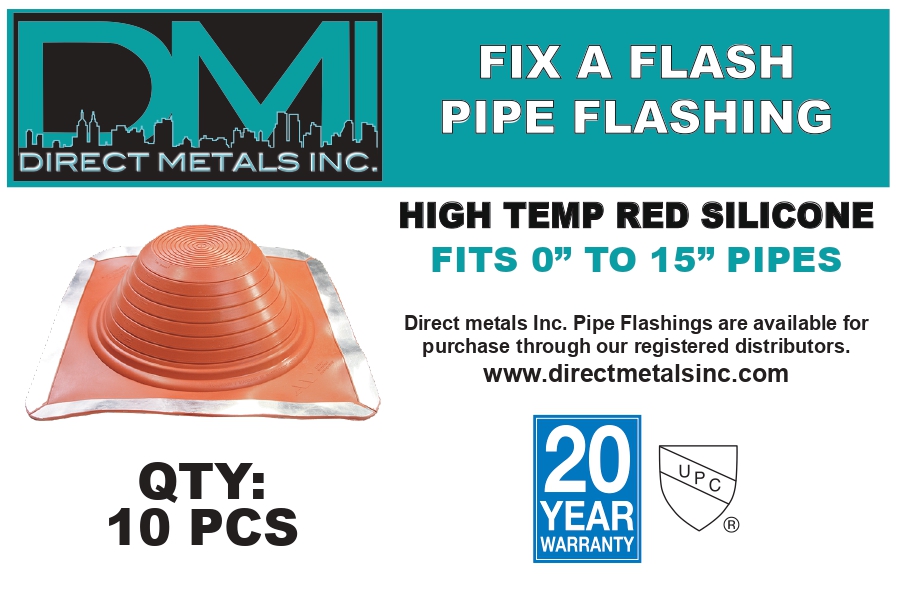 DMI
DIRECT METALS INC.
FIX A FLASH
PIPE FLASHING
HIGH TEMP RED SILICONE
FITS 0” TO 15” PIPES
Direct metals Inc. Pipe Flashings are available for
purchase through our registered distributors.
www.directmetalsinc.com
QTY:
10 PCS
20
YEAR
WARRANTY
UPC
®